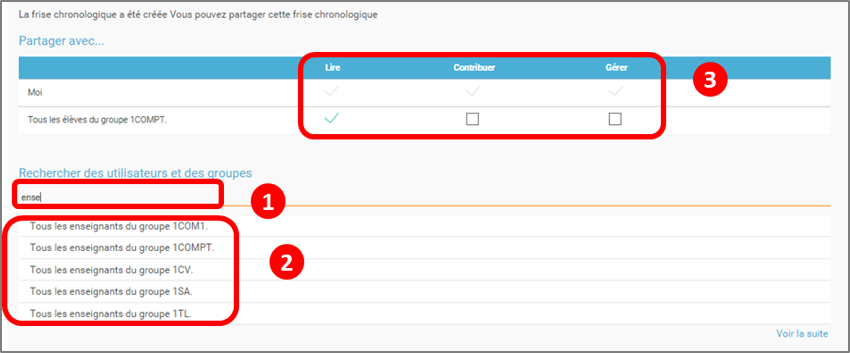 La frise chronologique a été créée Vous pouvez partager cette frise chronologique
Partager avec...
Lire Contribuer Gérer
3
Moi
Tous les élèves du groupe 1COMPT.
Rechercher des utilisateurs et des groupes
ense
1
Tous les enseignants du groupe 1COM1.
Tous les enseignants du groupe 1COMPT.
2
Tous les enseignants du groupe 1CV.
Tous les enseignants du groupe 1SA.
Tous les enseignants du groupe 1TL.
Voir la suite